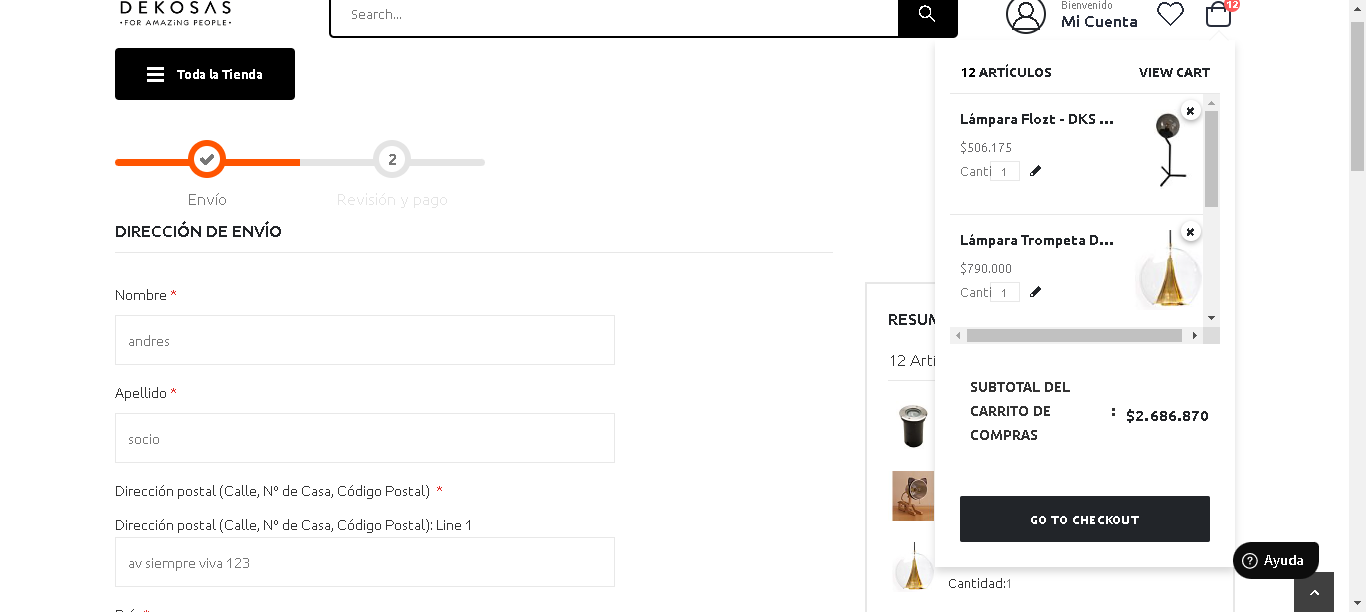 DEKOSAS
•FOR AMAZiNG PEOPLE•
Search...
Bienvenido
Mi Cuenta
12
Toda la Tienda
12 ARTÍCULOS
VIEW CART
Lámpara Flozt - DKS ...
$506.175
Canti 1
Lámpara Trompeta D...
$790.000
Canti 1
SUBTOTAL DEL
CARRITO DE
COMPRAS
: $2.686.870
GO TO CHECKOUT
2
Envío
Revisión y pago
DIRECCIÓN DE ENVÍO
Nombre *
andres
Apellido *
socio
Dirección postal (Calle, Nº de Casa, Código Postal) *
Dirección postal (Calle, Nº de Casa, Código Postal): Line 1
av siempre viva 123
RESUM
12 Artí
Cantidad:1
Ayuda